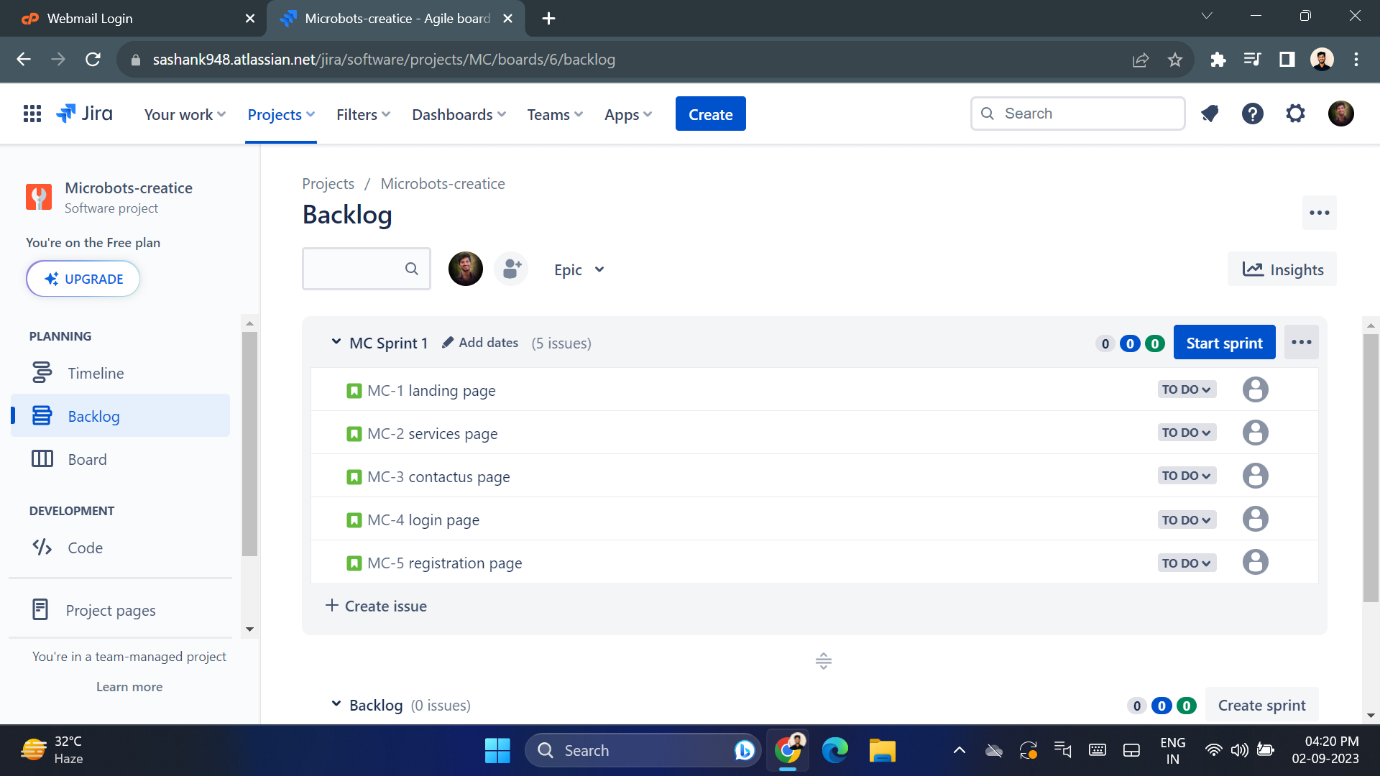 Webmail Login
Microbots-creatice - Agile board
sashank948.atlassian.net/jira/software/projects/MC/boards/6/backlog
Jira
Your work
Projects
Filters
Dashboards
Teams
Apps
Create
Search
Microbots-creatice
Software project
You're on the Free plan
UPGRADE
PLANNING
Timeline
Backlog
Board
DEVELOPMENT
Code
Project pages
You're in a team-managed project
Learn more
Projects / Microbots-creatice
Backlog
Epic
Insights
MC Sprint 1 Add dates (5 issues) 0 0 0 Start sprint
MC-1 landing page TO DO
MC-2 services page TO DO
MC-3 contactus page TO DO
MC-4 login page TO DO
MC-5 registration page TO DO
+ Create issue
Backlog (0 issues) 0 0 0 Create sprint
32°C
Haze
Search
ENG
IN
04:20 PM
02-09-2023